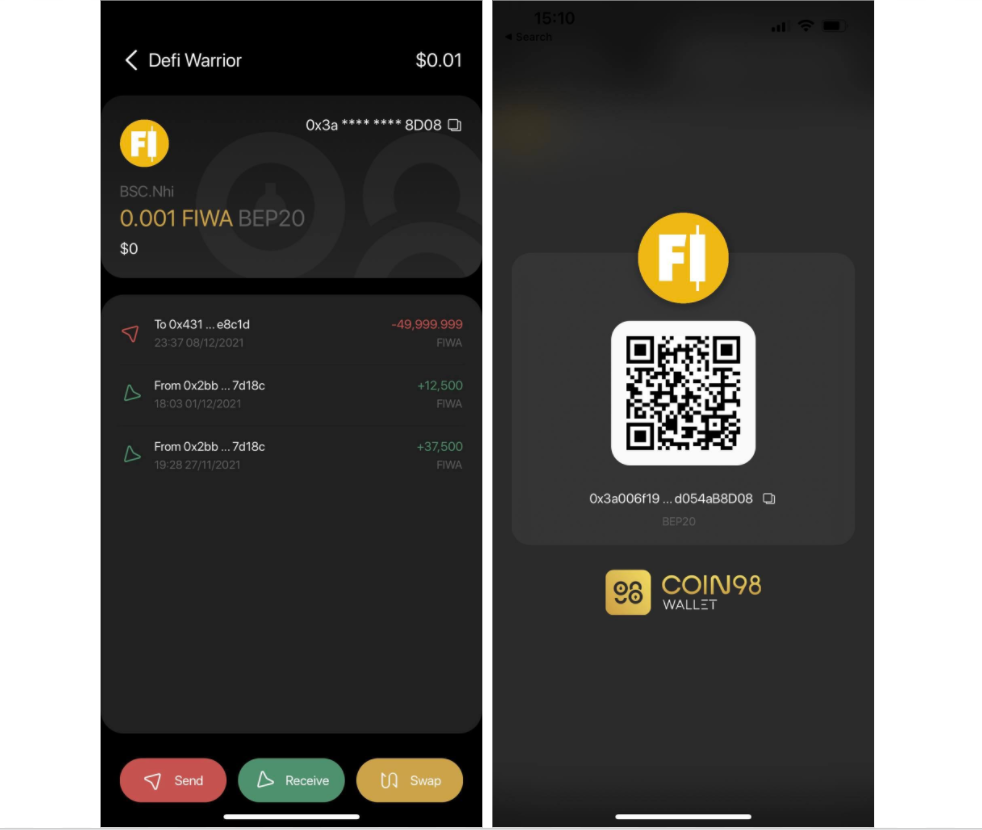 Defi Warrior
$0.01
FI
0x3a **** **** 8D08
BSC.Nhi
0.001 FIWA BEP20
$0
To 0x431 ... e8c1d
-49,999.999
23:37 08/12/2021
FIWA
From 0x2bb ... 7d18c
+12,500
18:03 01/12/2021
FIWA
From 0x2bb ... 7d18c
+37,500
19:28 27/11/2021
FIWA
Send
Receive
Swap
15:10
◄ Search
FI
0x3a006f19 ... d054aB8D08
BEP20
COIN98
WALLET